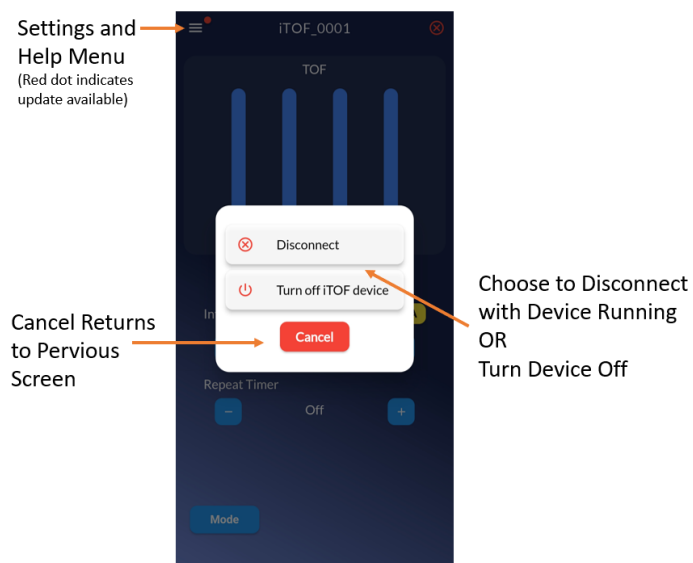 Settings and
Help Menu
(Red dot indicates
update available)
iTOF_0001
TOF
Disconnect
Turn off iTOF device
Cancel
Cancel Returns
to Pervious
Screen
Choose to Disconnect
with Device Running
OR
Turn Device Off
Repeat Timer
− Off +
Mode